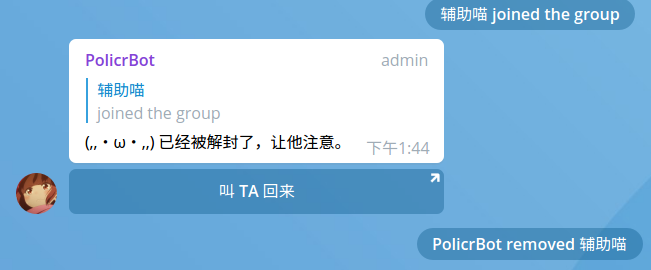 辅助喵 joined the group
PolicrBot admin
辅助喵
joined the group
(,,・ω・,,) 已经被解封了，让他注意。 下午1:44
叫 TA 回来
PolicrBot removed 辅助喵